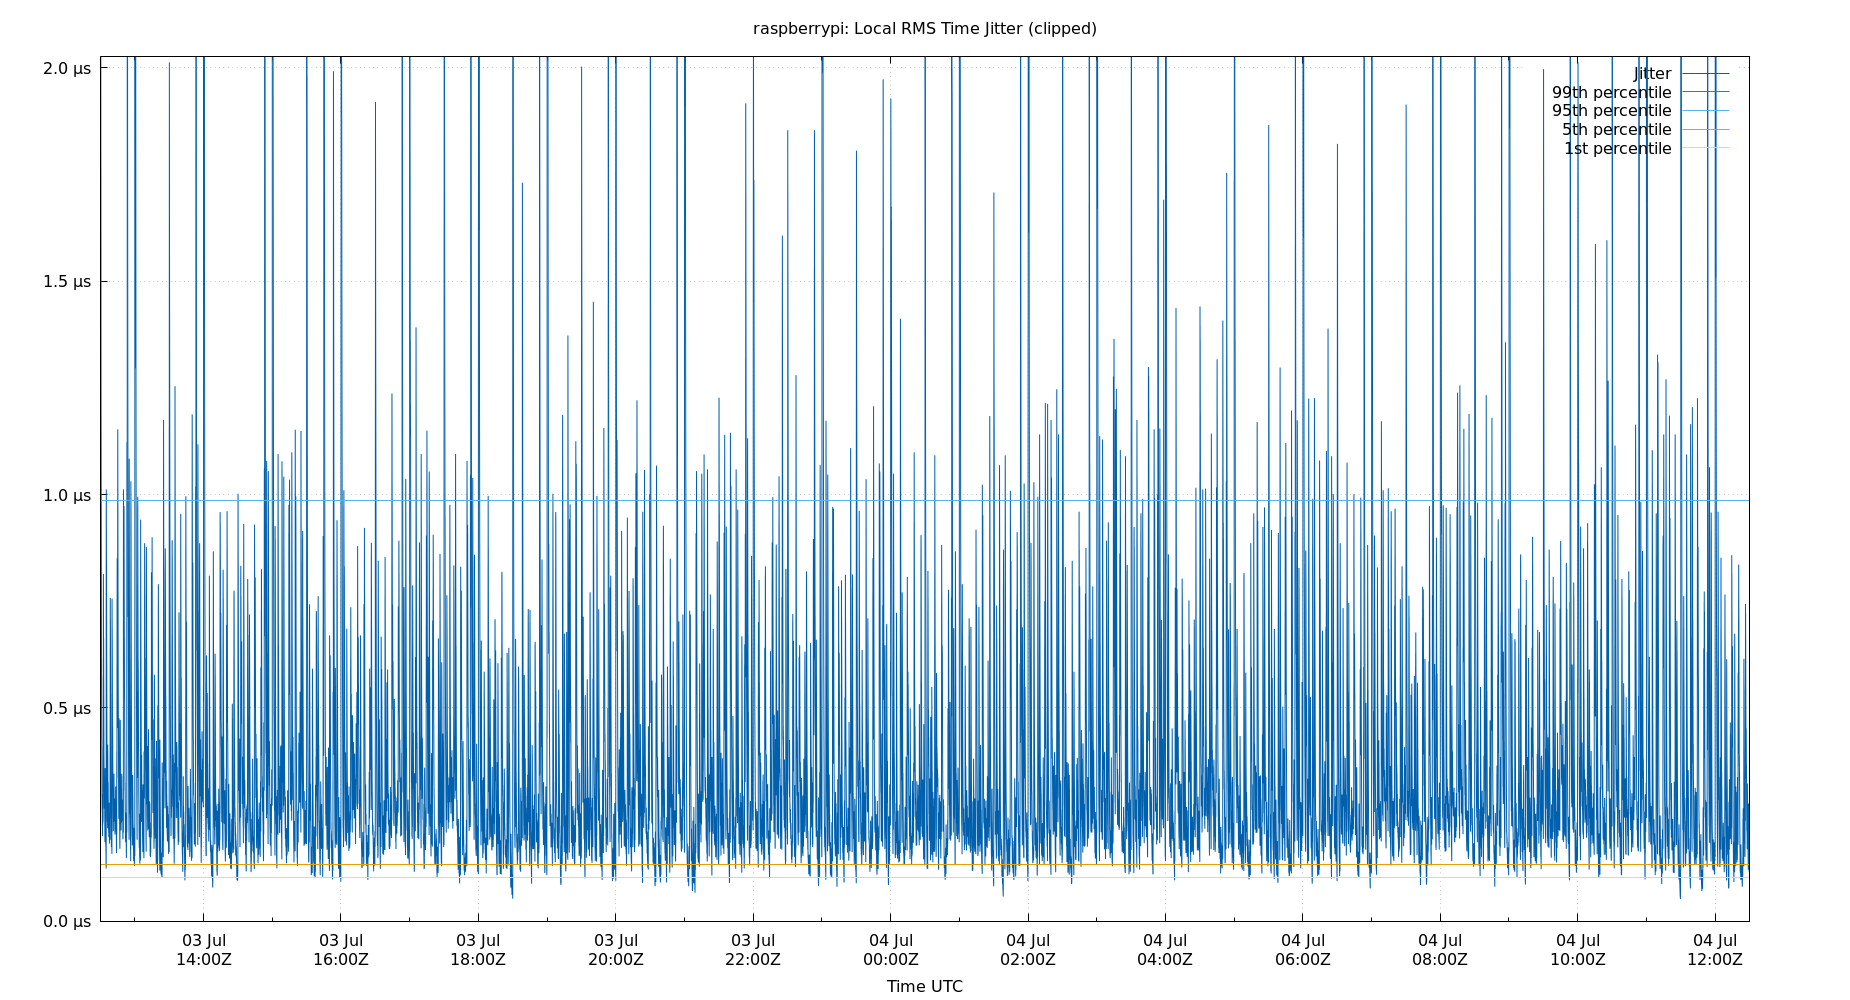 raspberrypi: Local RMS Time Jitter (clipped)
2.0 µs
1.5 µs
1.0 µs
0.5 µs
0.0 µs
Jitter
99th percentile
95th percentile
5th percentile
1st percentile
03 Jul 03 Jul 03 Jul 03 Jul 03 Jul 04 Jul 04 Jul 04 Jul 04 Jul 04 Jul 04 Jul 04 Jul
14:00Z 16:00Z 18:00Z 20:00Z 22:00Z 00:00Z 02:00Z 04:00Z 06:00Z 08:00Z 10:00Z 12:00Z
Time UTC